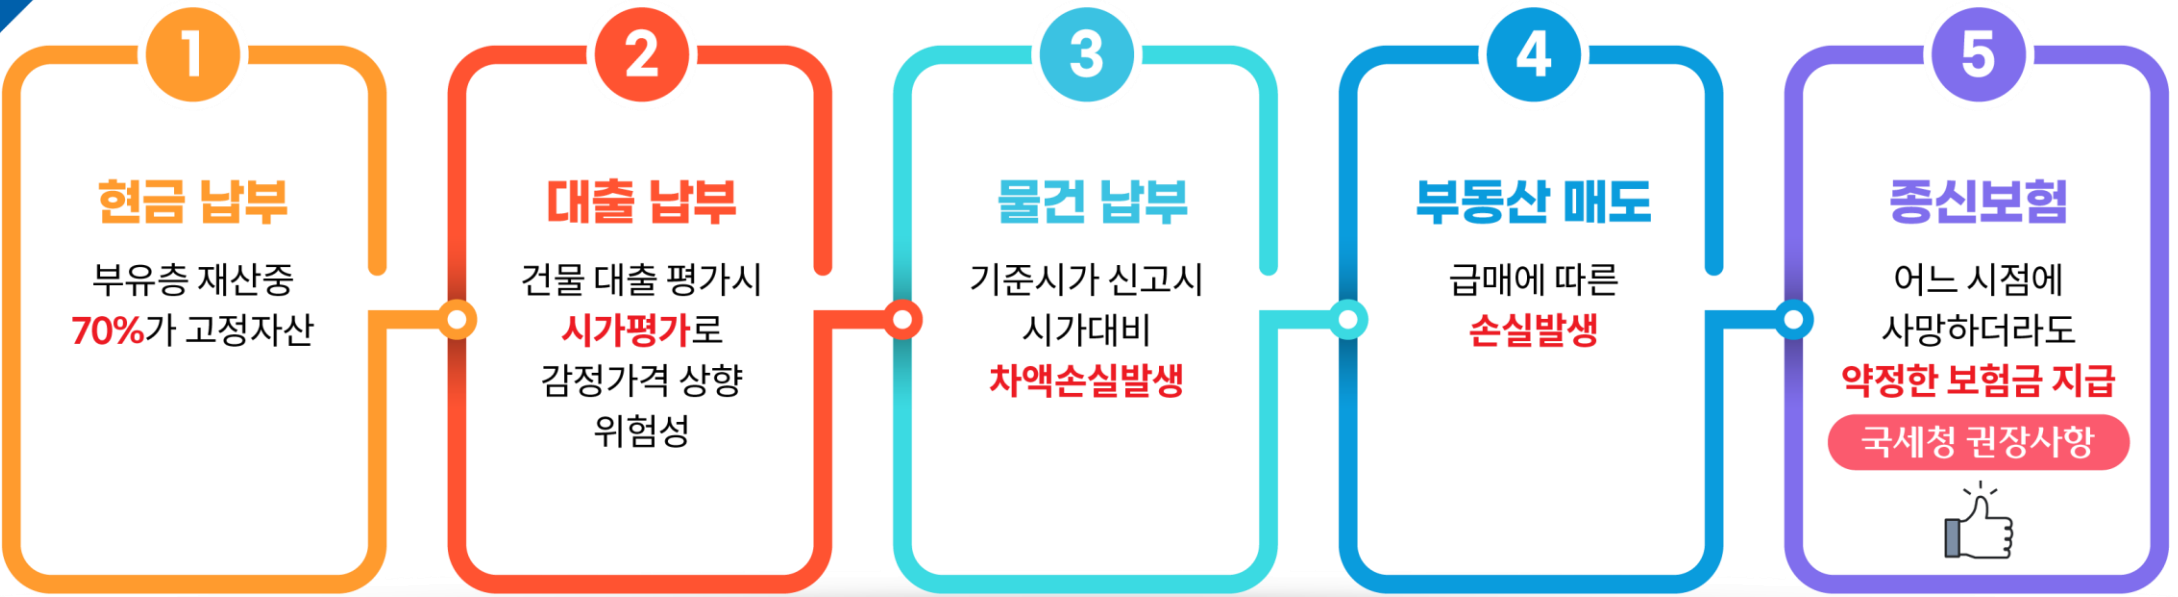 1
현금 납부
부유층 재산중
70%가 고정자산
2
대출 납부
건물 대출 평가시
시가평가로
감정가격 상향
위험성
3
물건 납부
기준시가 신고시
시가대비
차액손실발생
4
부동산 매도
급매에 따른
손실발생
5
종신보험
어느 시점에
사망하더라도
약정한 보험금 지급
국세청 권장사항